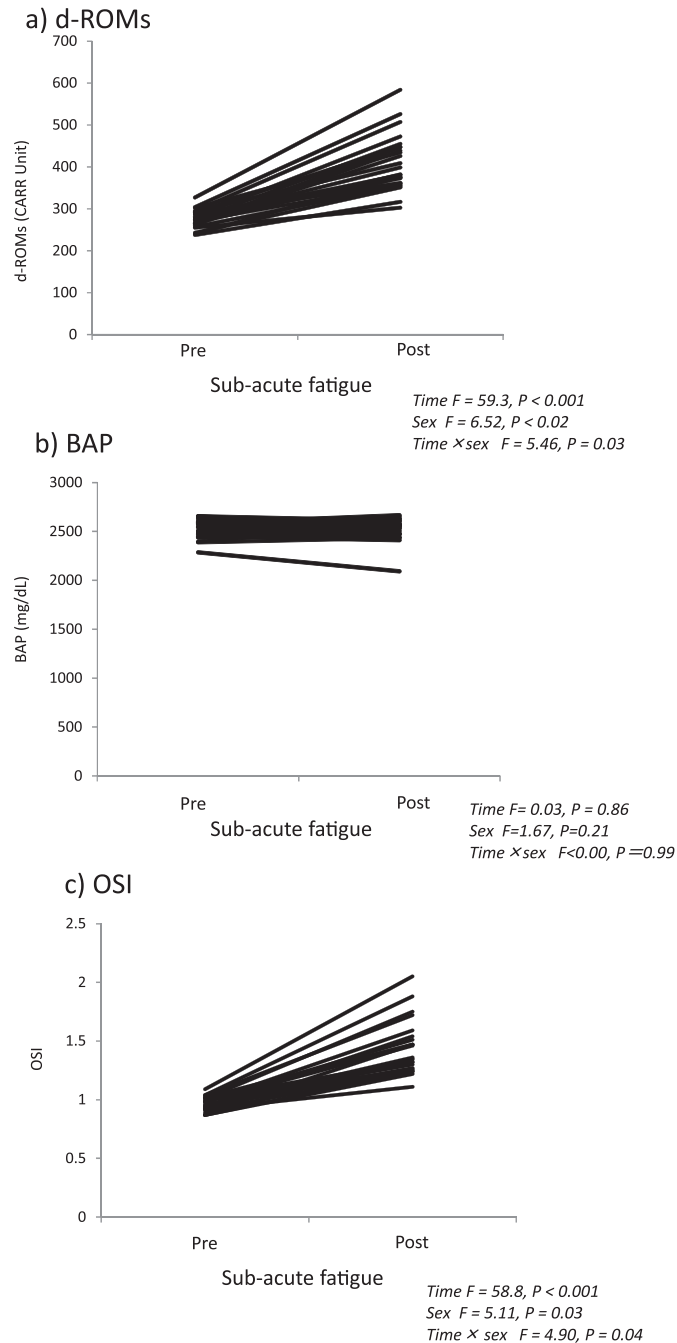 a) d-ROMs
700
600
500
400
300
200
100
0
d-ROMs (CARR Unit)
Pre
Post
Sub-acute fatigue
Time F = 59.3, P < 0.001
Sex F = 6.52, P < 0.02
Time ×sex F = 5.46, P = 0.03
b) BAP
3000
2500
2000
1500
1000
500
0
BAP (mg/dL)
Pre
Post
Sub-acute fatigue
Time F= 0.03, P = 0.86
Sex F=1.67, P=0.21
Time ×sex F<0.00, P=0.99
c) OSI
2.5
2
1.5
1
0.5
0
OSI
Pre
Post
Sub-acute fatigue
Time F = 58.8, P < 0.001
Sex F = 5.11, P = 0.03
Time × sex F = 4.90, P = 0.04